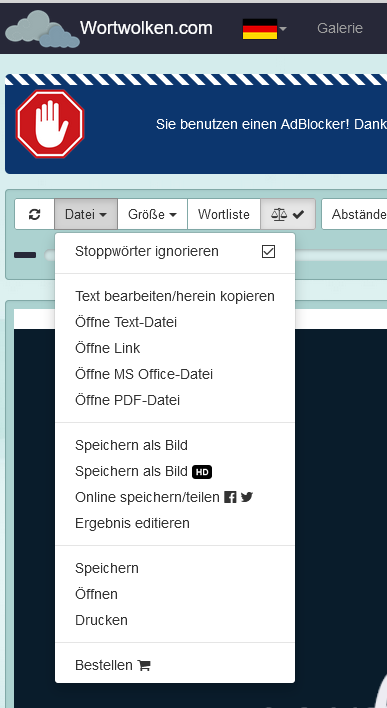 Wortwolken.com
Galerie
Sie benutzen einen AdBlocker! Dank
Datei
Größe
Wortliste
Abstände
Stoppwörter ignorieren
Text bearbeiten/herein kopieren
Öffne Text-Datei
Öffne Link
Öffne MS Office-Datei
Öffne PDF-Datei
Speichern als Bild
Speichern als Bild HD
Online speichern/teilen
Ergebnis editieren
Speichern
Öffnen
Drucken
Bestellen